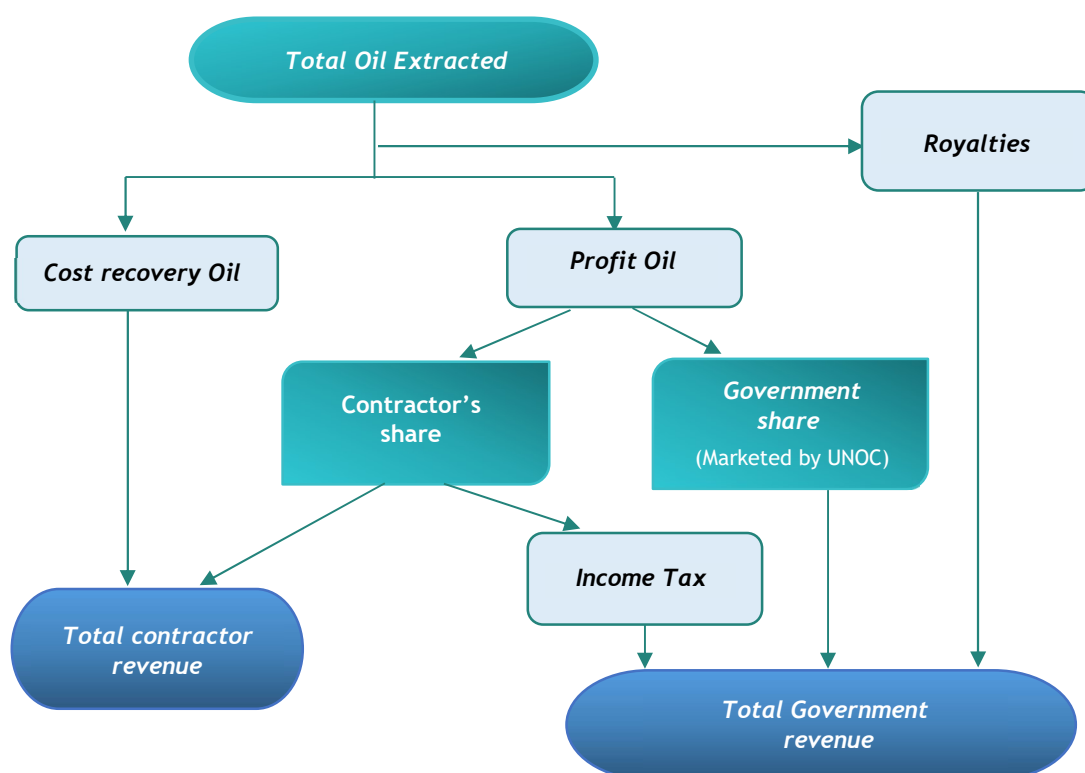 Total Oil Extracted
Royalties
Cost recovery Oil
Profit Oil
Contractor’s
share
Government
share
(Marketed by UNOC)
Income Tax
Total contractor
revenue
Total Government
revenue